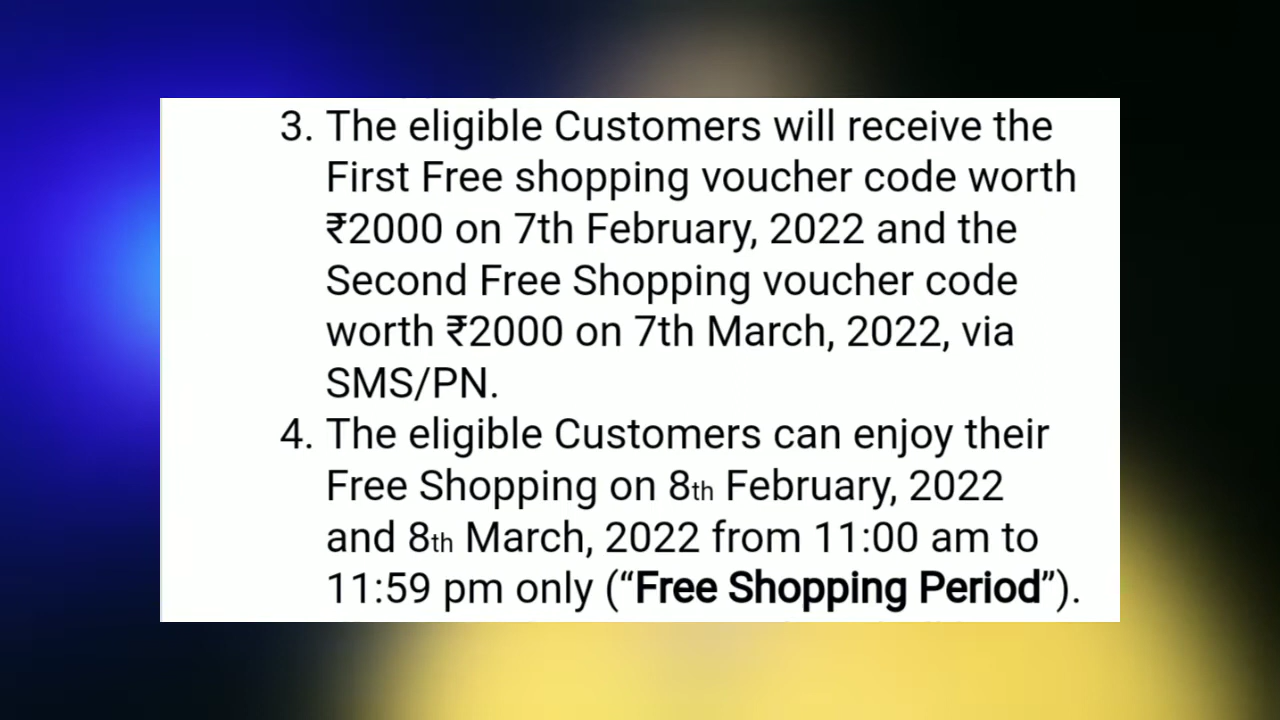 3. The eligible Customers will receive the
First Free shopping voucher code worth
₹2000 on 7th February, 2022 and the
Second Free Shopping voucher code
worth ₹2000 on 7th March, 2022, via
SMS/PN.
4. The eligible Customers can enjoy their
Free Shopping on 8th February, 2022
and 8th March, 2022 from 11:00 am to
11:59 pm only (“Free Shopping Period”).